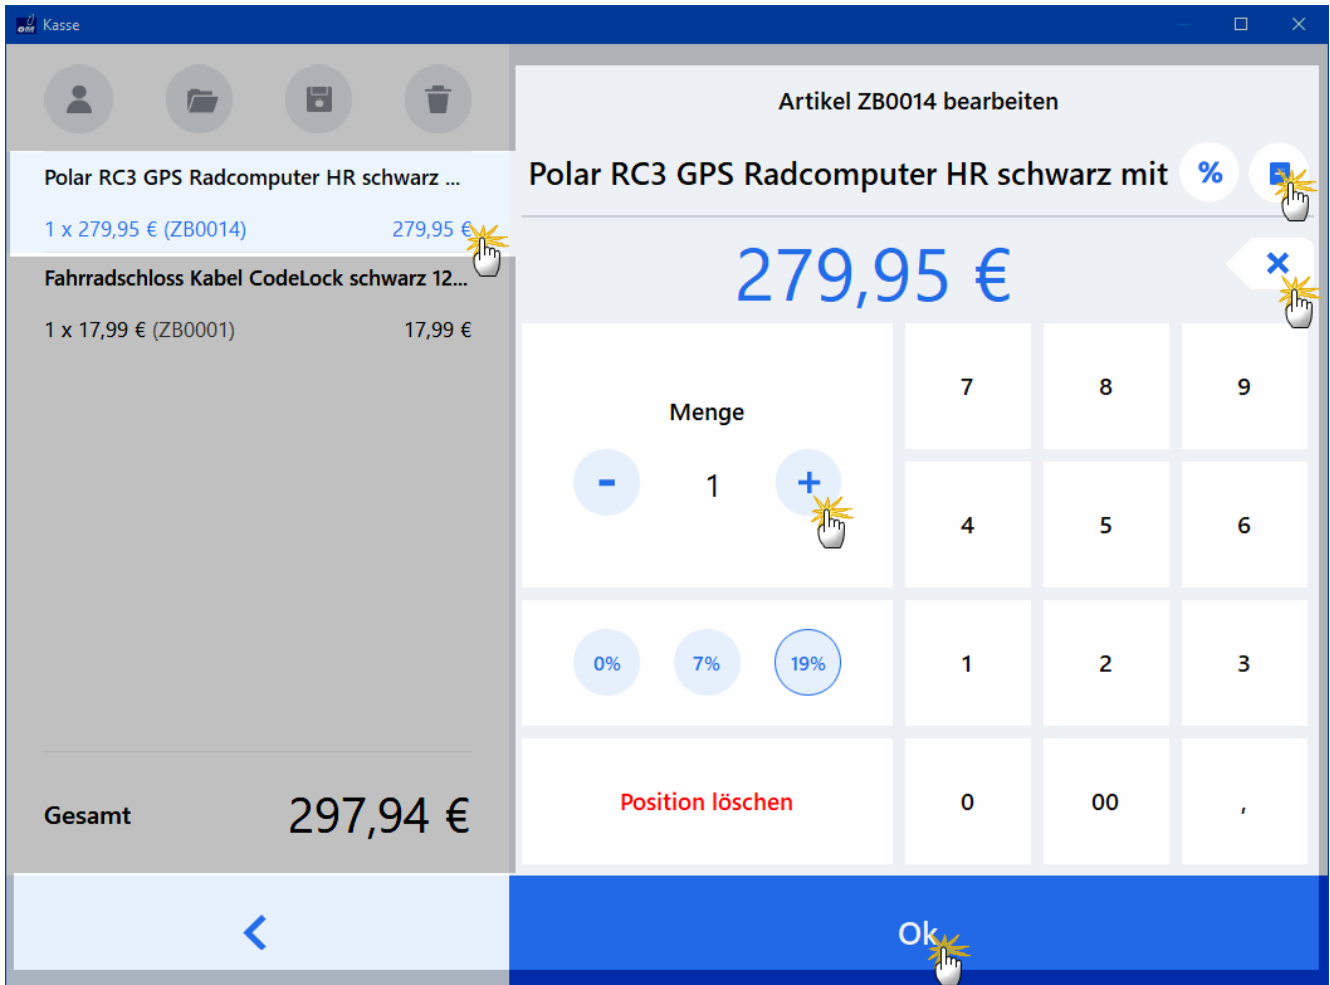 Kasse
Polar RC3 GPS Radcomputer HR schwarz ...
1 x 279,95 € (ZB0014) 279,95 €
Fahrradschloss Kabel CodeLock schwarz 12...
1 x 17,99 € (ZB0001) 17,99 €
Gesamt 297,94 €
Artikel ZB0014 bearbeiten
Polar RC3 GPS Radcomputer HR schwarz mit %
279,95 €
Menge
- 1 +
0% 7% 19%
Position löschen
7 8 9
4 5 6
1 2 3
0 00 ,
Ok